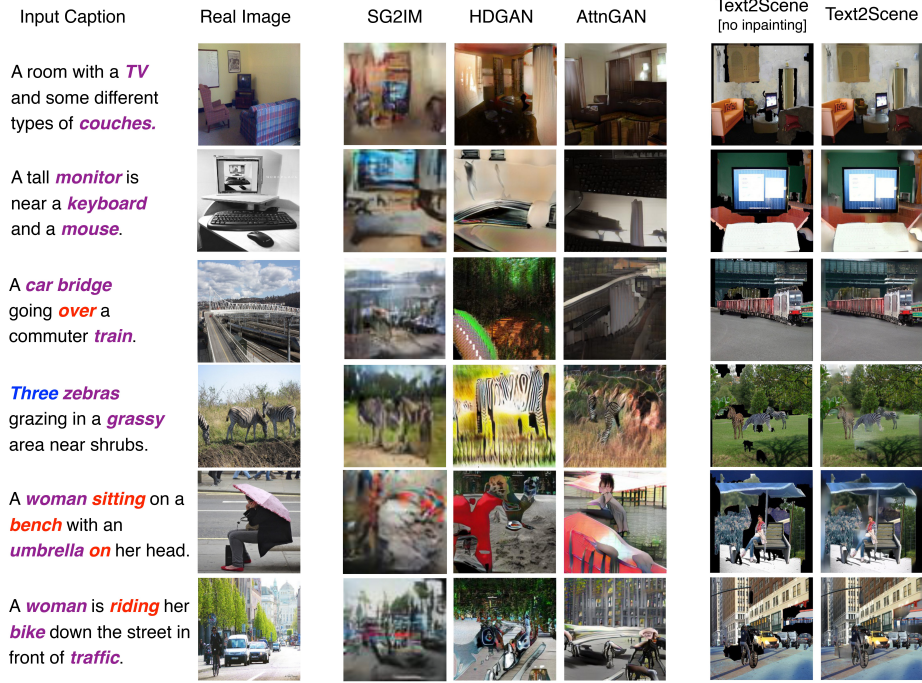 Input Caption
Real Image
SG2IM
HDGAN
AttnGAN
Text2Scene
[no inpainting]
Text2Scene
A room with a TV
and some different
types of couches.
A tall monitor is
near a keyboard
and a mouse.
A car bridge
going over a
commuter train.
Three zebras
grazing in a grassy
area near shrubs.
A woman sitting on a
bench with an
umbrella on her head.
A woman is riding her
bike down the street in
front of traffic.